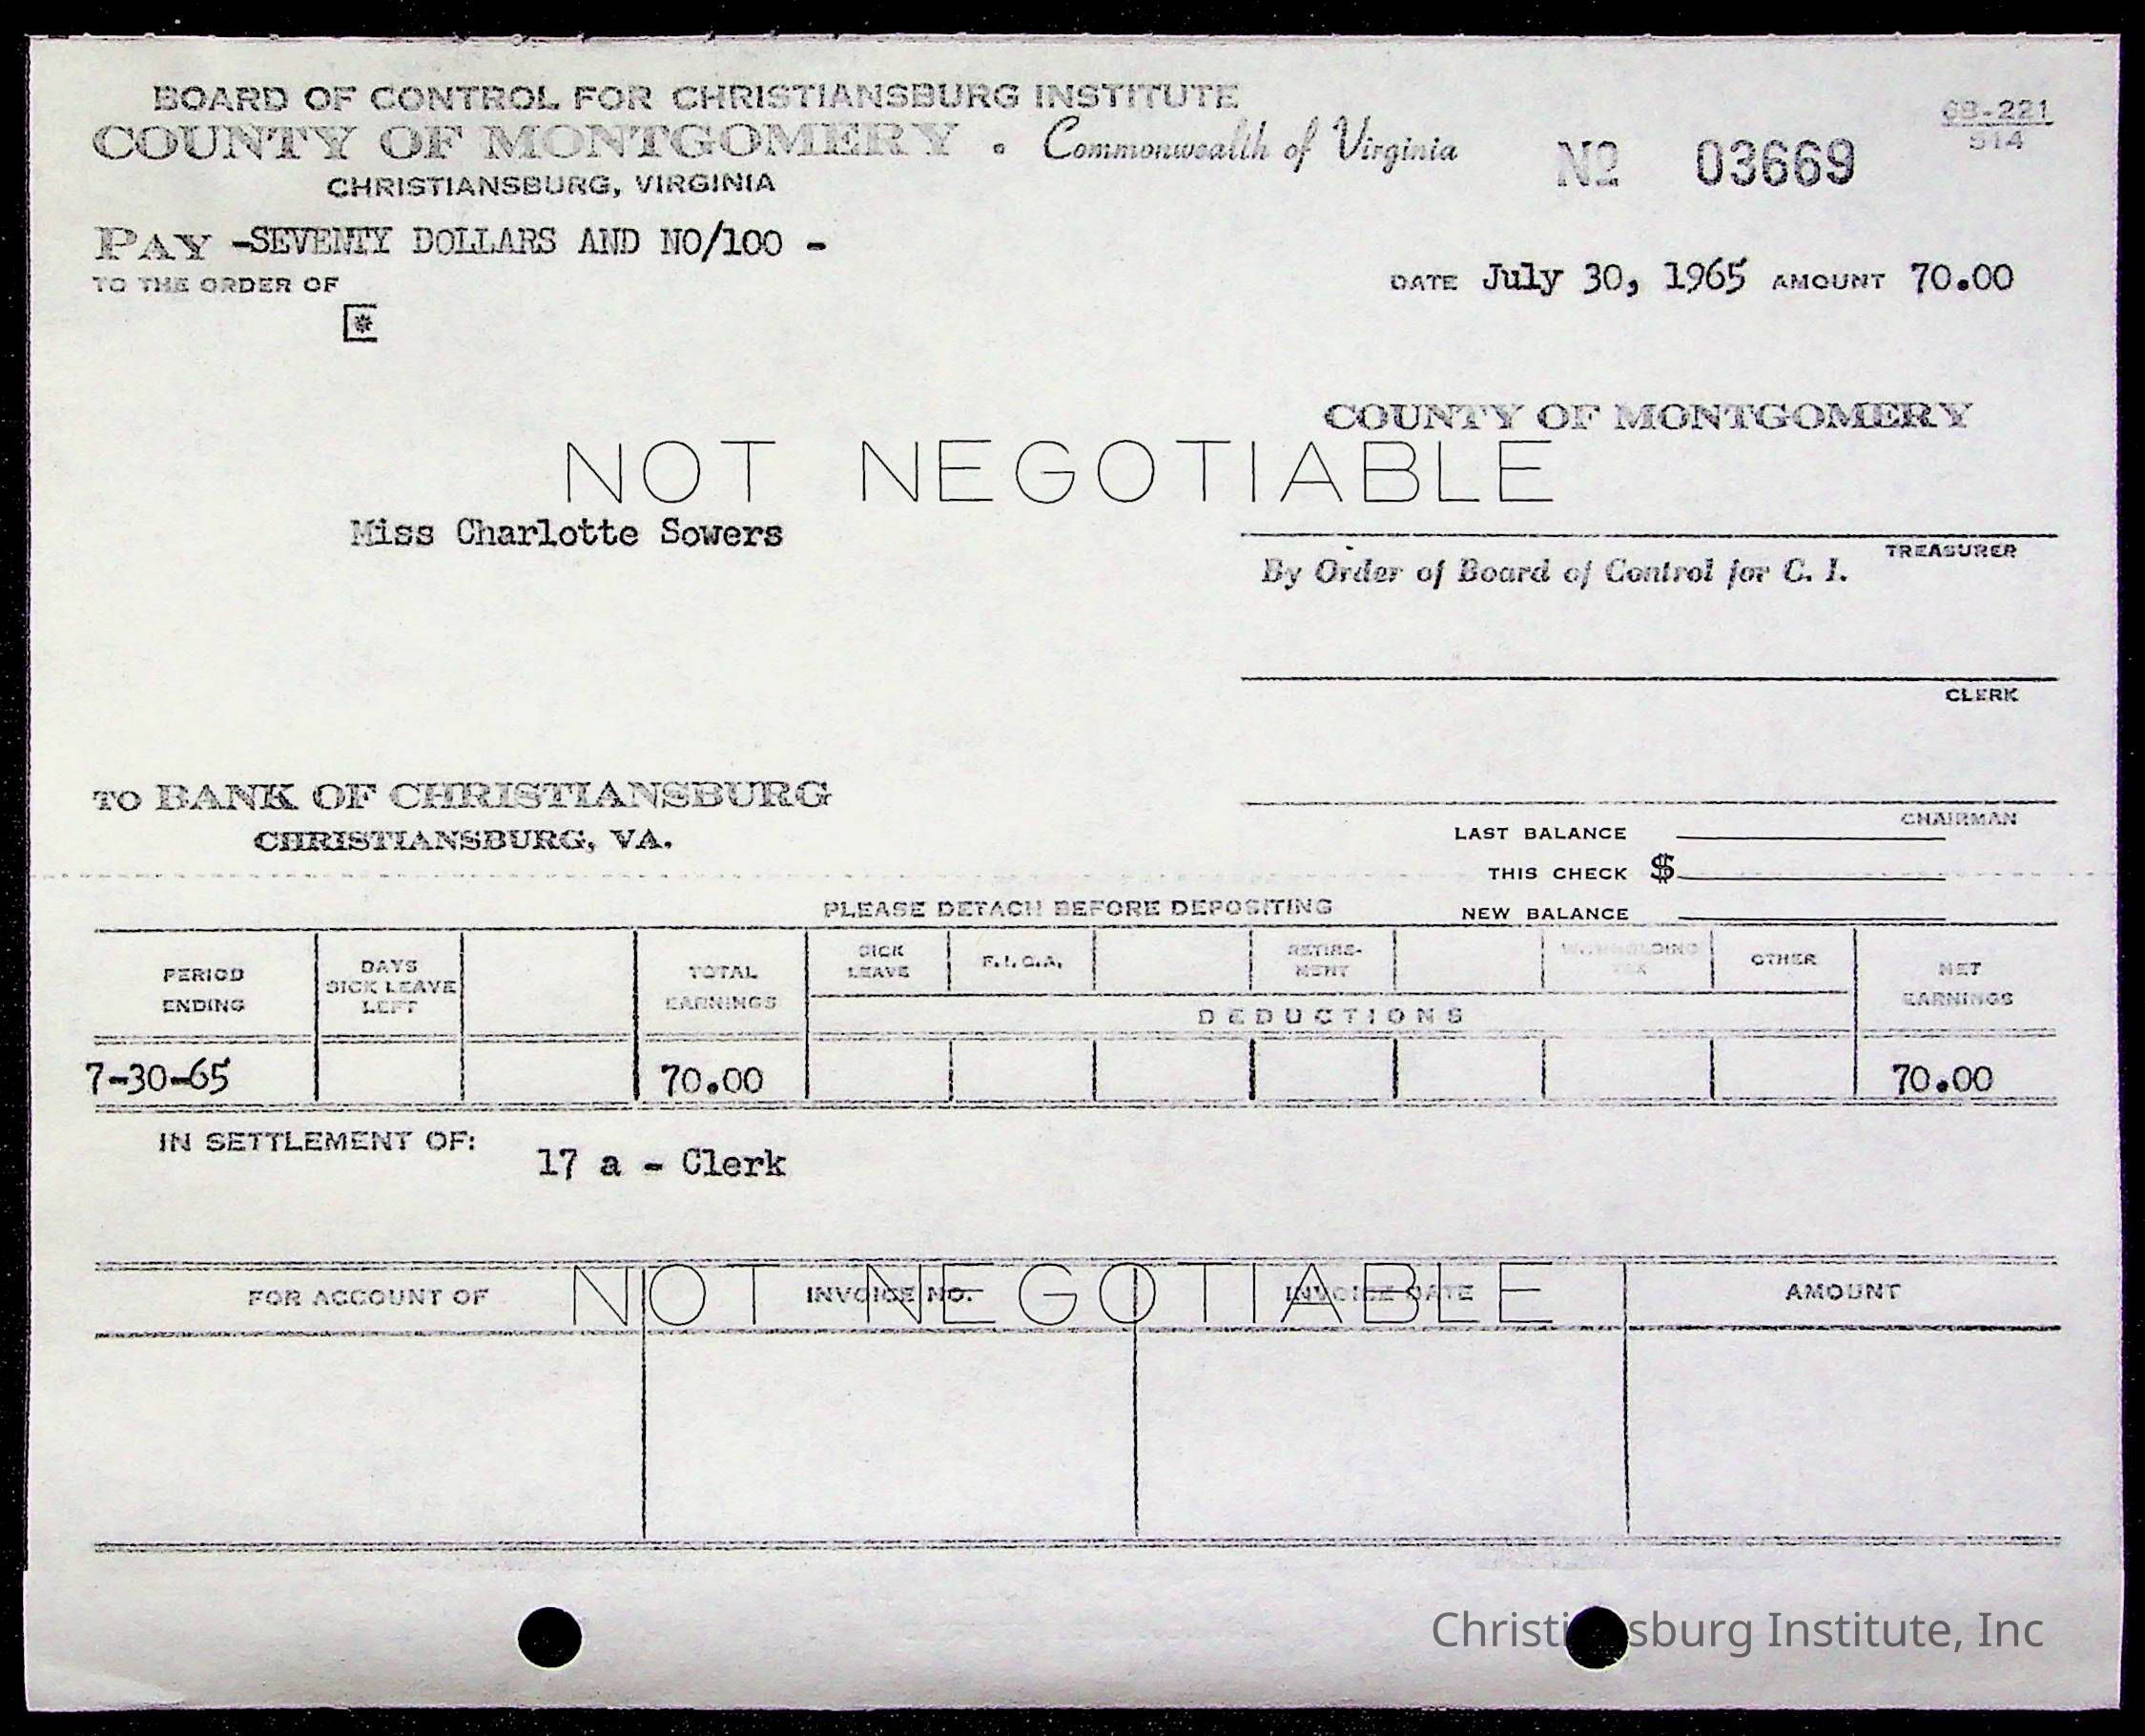 BOARD OF CONTROL FOR CHRISTIANSBURG INSTITUTE
COUNTY OF MONTGOMERY . Commonwealth of Virginia
CHRISTIANSBURG, VIRGINIA
68-221
514
No 03669
PAY -SEVENTY DOLLARS AND NO/100 -
TO THE ORDER OF
DATE July 30, 1965 AMOUNT 70.00
COUNTY OF MONTGOMERY
NOT NEGOTIABLE
Miss Charlotte Sowers
TREASURER
By Order of Board of Control for C. I.
CLERK
TO BANK OF CHRISTIANSBURG
CHRISTIANSBURG, VA.
CHAIRMAN
LAST BALANCE
THIS CHECK $
NEW BALANCE
PLEASE DETACH BEFORE DEPOSITING
PERIOD ENDING
DAYS SICK LEAVE LEFT
TOTAL EARNINGS
SICK LEAVE
F.I.C.A.
RETIRE-MENT
WITHHOLDING TAX
OTHER
NET EARNINGS
DEDUCTIONS
7-30-65 70.00 70.00
IN SETTLEMENT OF: 17 a - Clerk
NOT NEGOTIABLE
FOR ACCOUNT OF INVOICE NO. INVOICE DATE AMOUNT
Institute, Inc